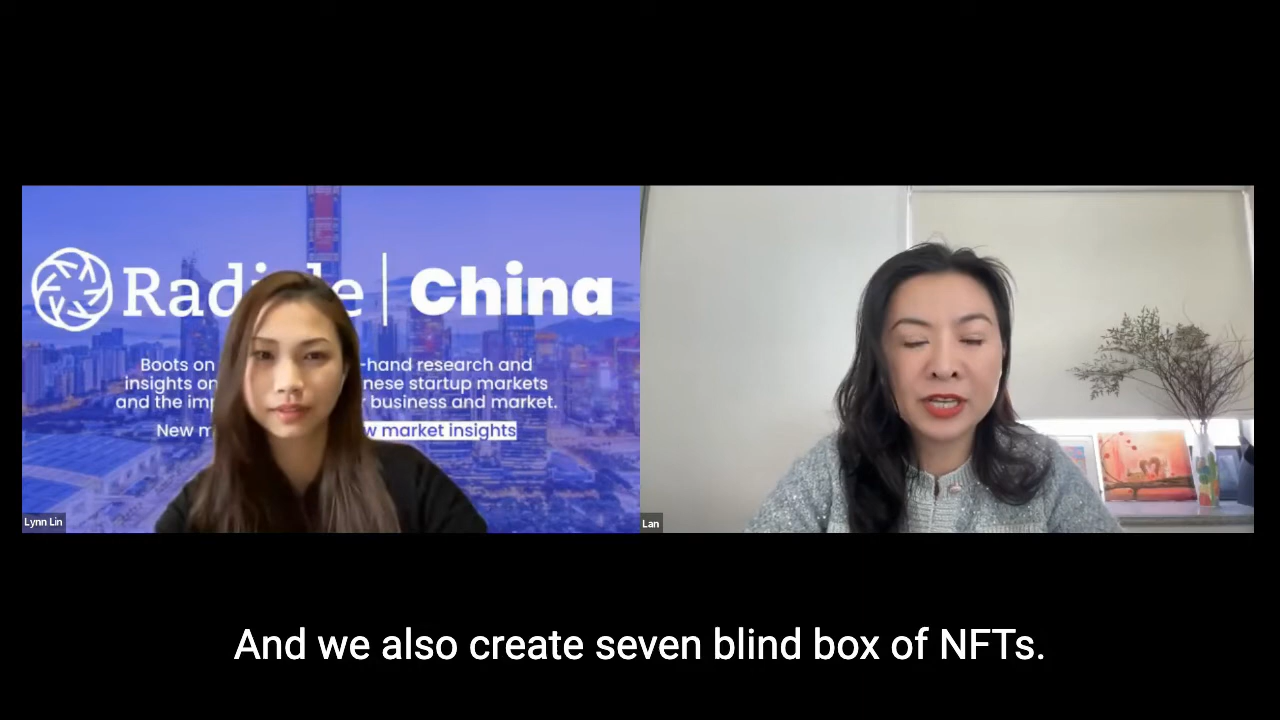 Rad e | China
Boots on -hand research and
insights on nese startup markets
and the imp r business and market.
New m w market insights
Lynn Lin
Lan
And we also create seven blind box of NFTs.